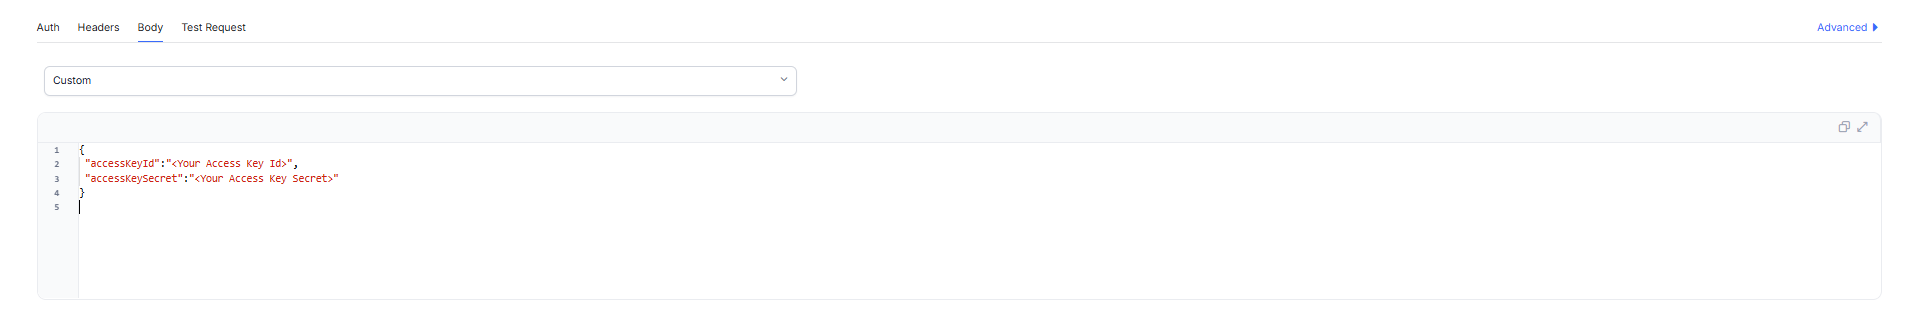 Auth Headers Body Test Request Advanced
Custom
1 {
2 "accessKeyId":"<Your Access Key Id>",
3 "accessKeySecret":"<Your Access Key Secret>"
4 }
5